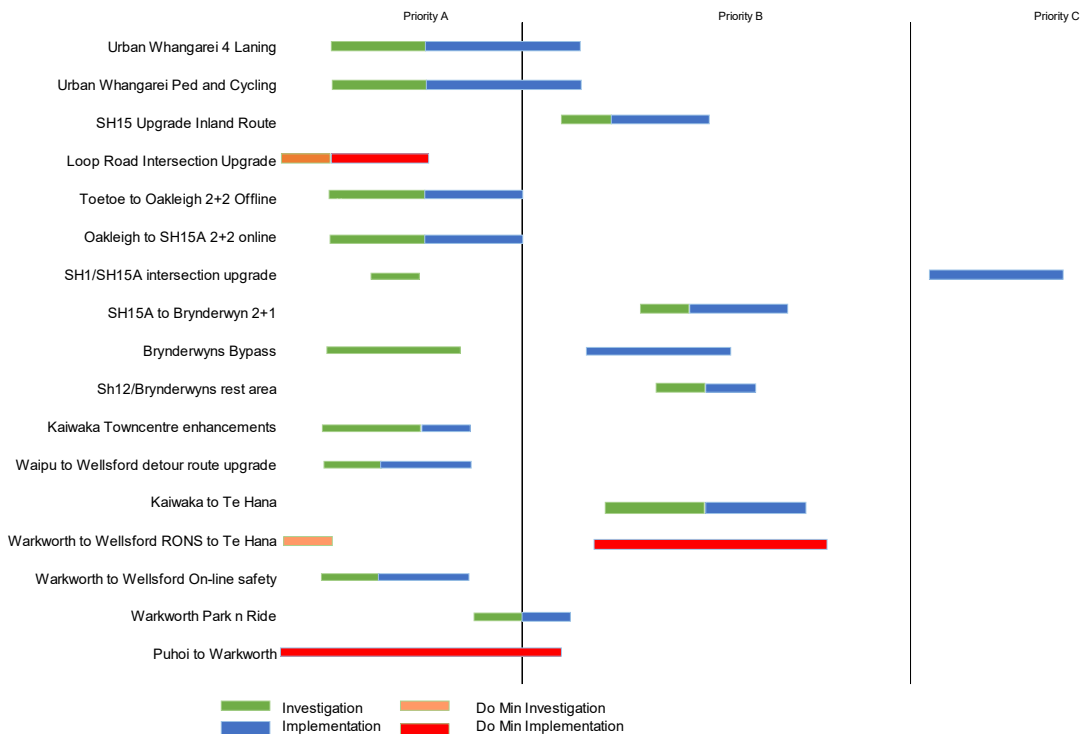 Priority A Priority B Priority C
Urban Whangarei 4 Laning
Urban Whangarei Ped and Cycling
SH15 Upgrade Inland Route
Loop Road Intersection Upgrade
Toetoe to Oakleigh 2+2 Offline
Oakleigh to SH15A 2+2 online
SH1/SH15A intersection upgrade
SH15A to Brynderwyn 2+1
Brynderwyns Bypass
Sh12/Brynderwyns rest area
Kaiwaka Towncentre enhancements
Waipu to Wellsford detour route upgrade
Kaiwaka to Te Hana
Warkworth to Wellsford RONS to Te Hana
Warkworth to Wellsford On-line safety
Warkworth Park n Ride
Puhoi to Warkworth
Investigation Do Min Investigation
Implementation Do Min Implementation